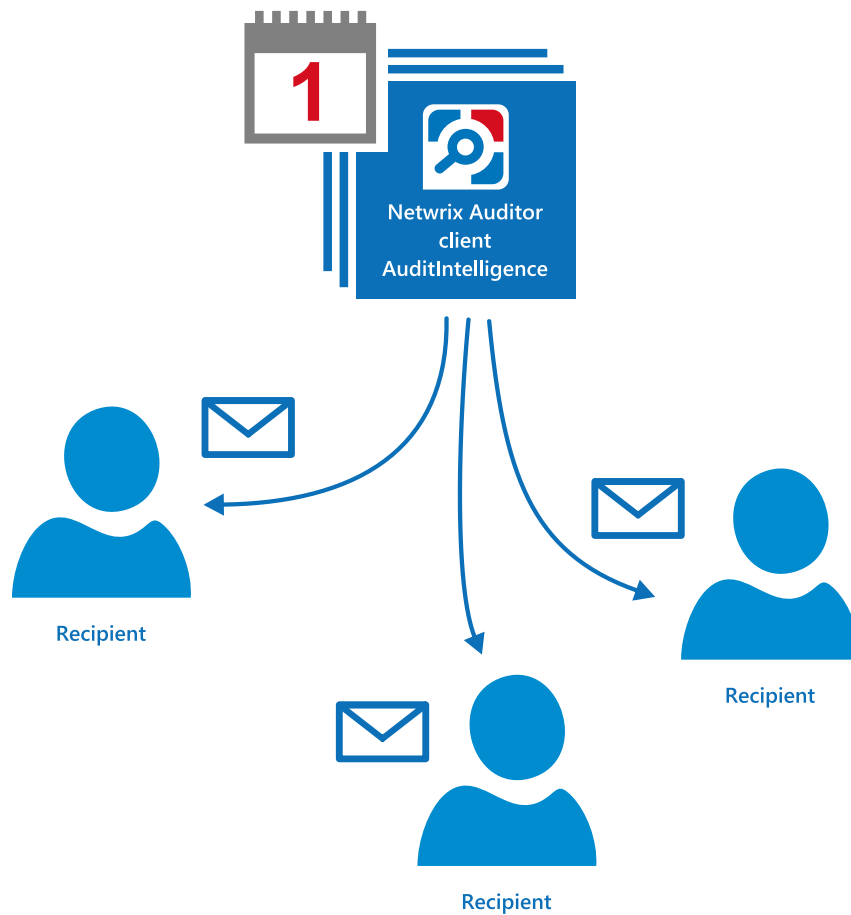 1
Netwrix Auditor
client
AuditIntelligence
Recipient
Recipient
Recipient